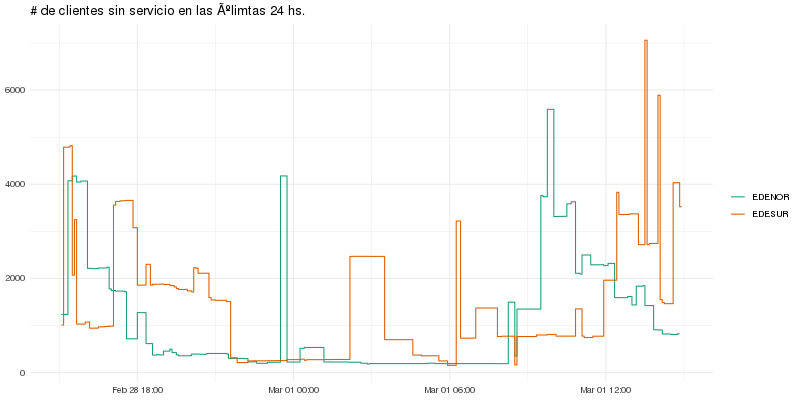 # de clientes sin servicio en las Ãºlimtas 24 hs.
6000
4000
2000
0
Feb 28 18:00
Mar 01 00:00
Mar 01 06:00
Mar 01 12:00
EDENOR
EDESUR